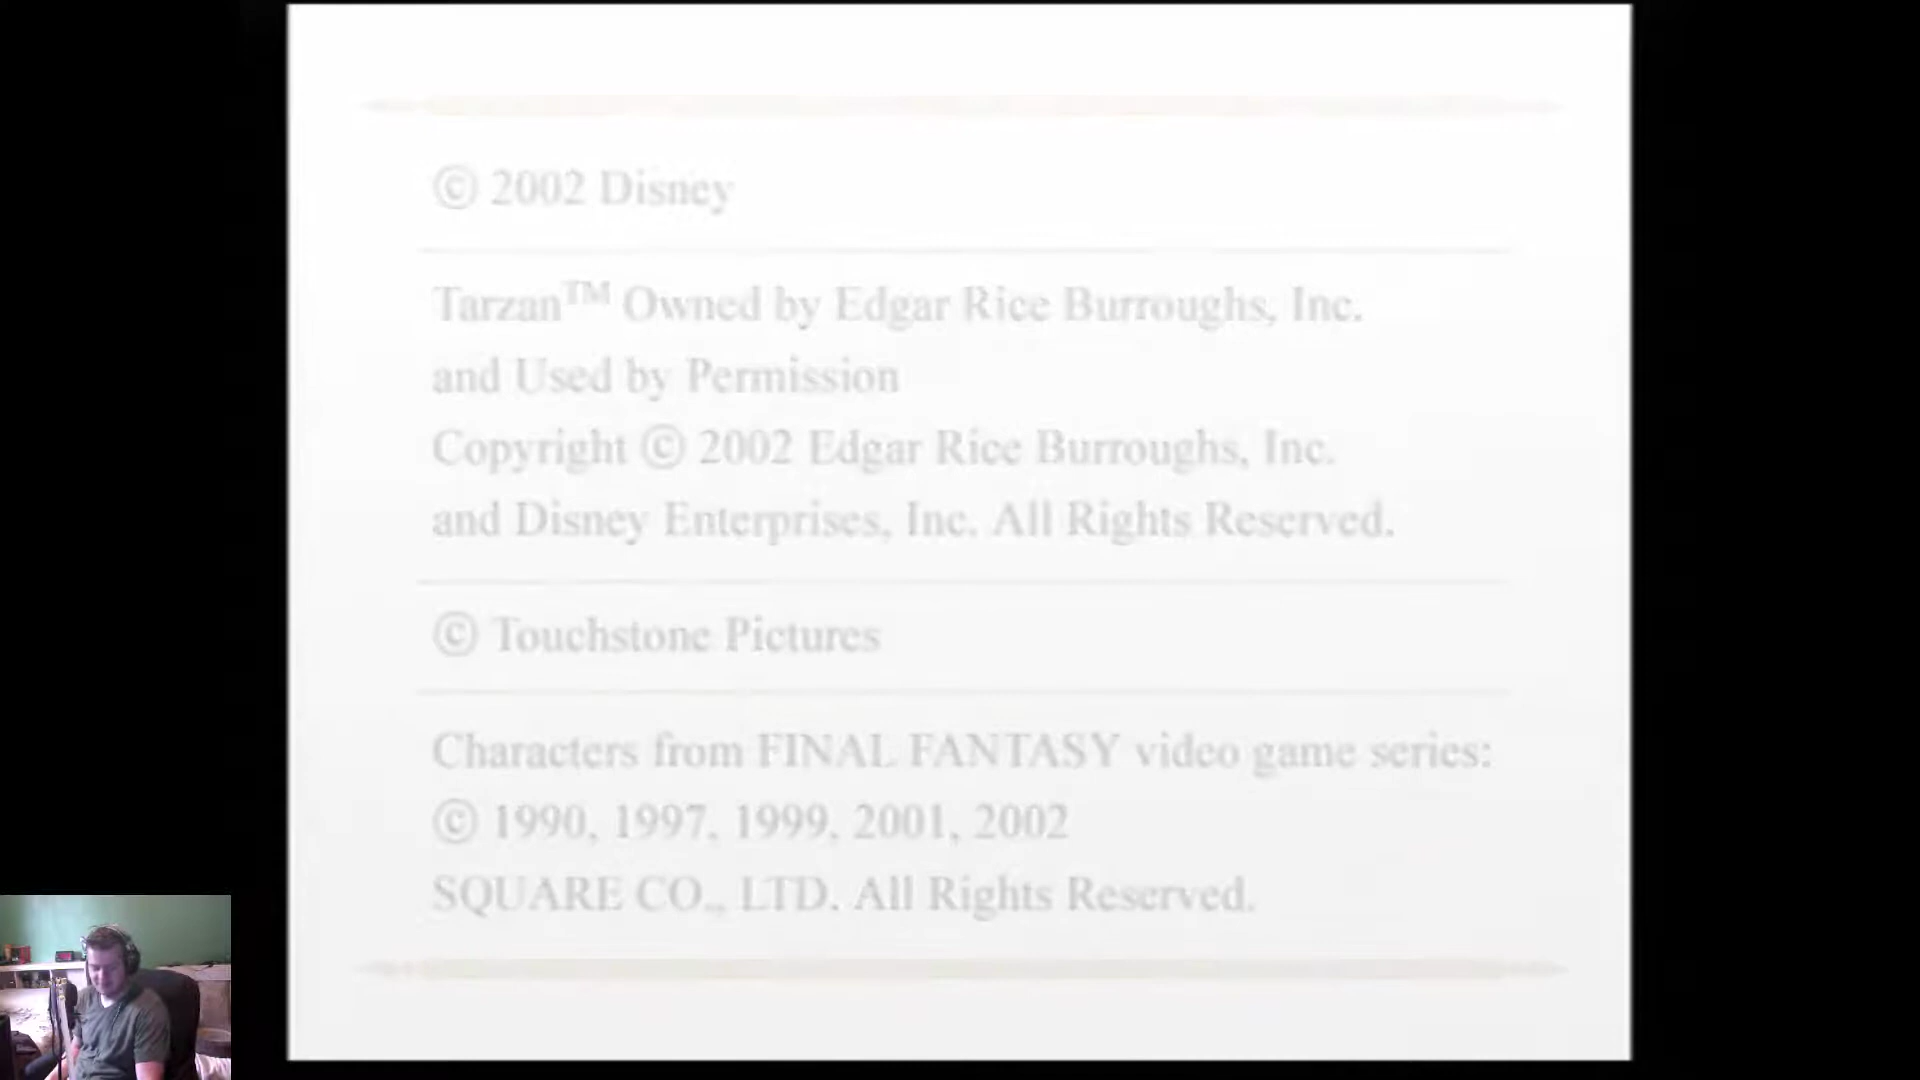 © 2002 Disney
Tarzan™ Owned by Edgar Rice Burroughs, Inc.
and Used by Permission
Copyright © 2002 Edgar Rice Burroughs, Inc.
and Disney Enterprises, Inc. All Rights Reserved.
© Touchstone Pictures
Characters from FINAL FANTASY video game series:
© 1990, 1997, 1999, 2001, 2002
SQUARE CO., LTD. All Rights Reserved.